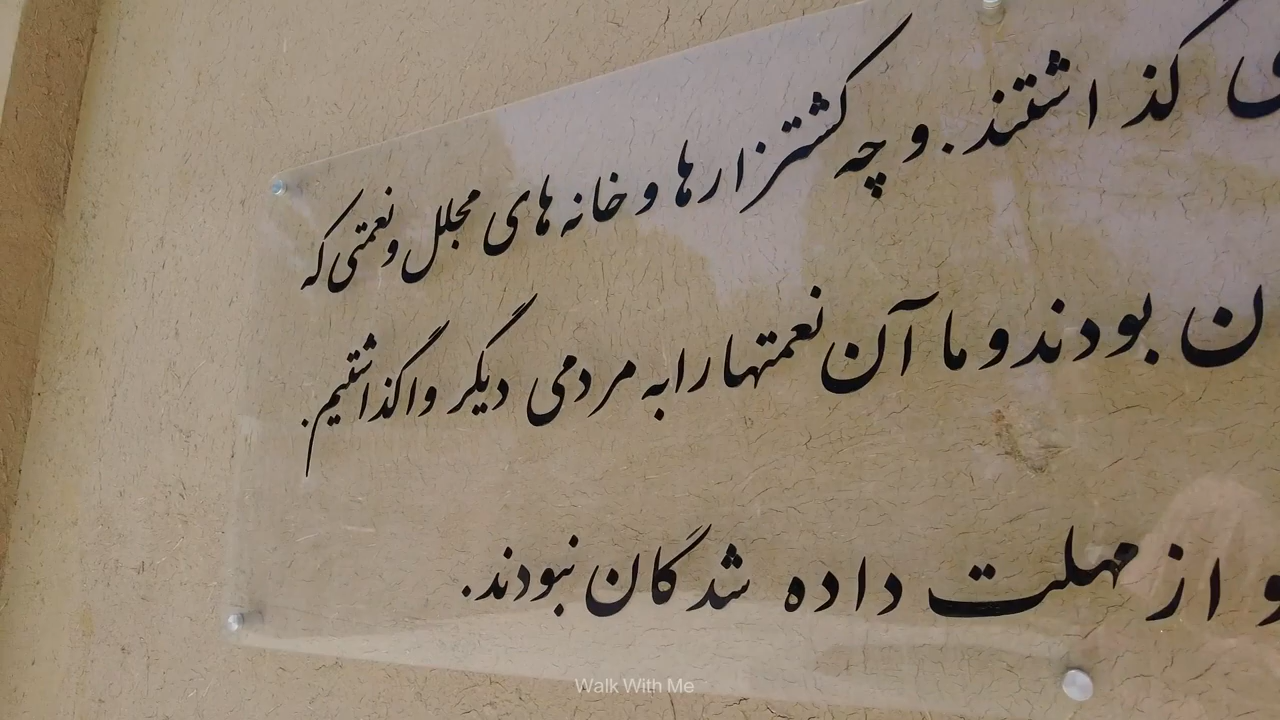 گذاشتند. و چه کشتزارها و خانه های مجلل و نعمتی که
بودند و ما آن نعمتها را به مردمی دیگر واگذاشتیم.
و از مهلت داده شدگان نبودند.
Walk With Me